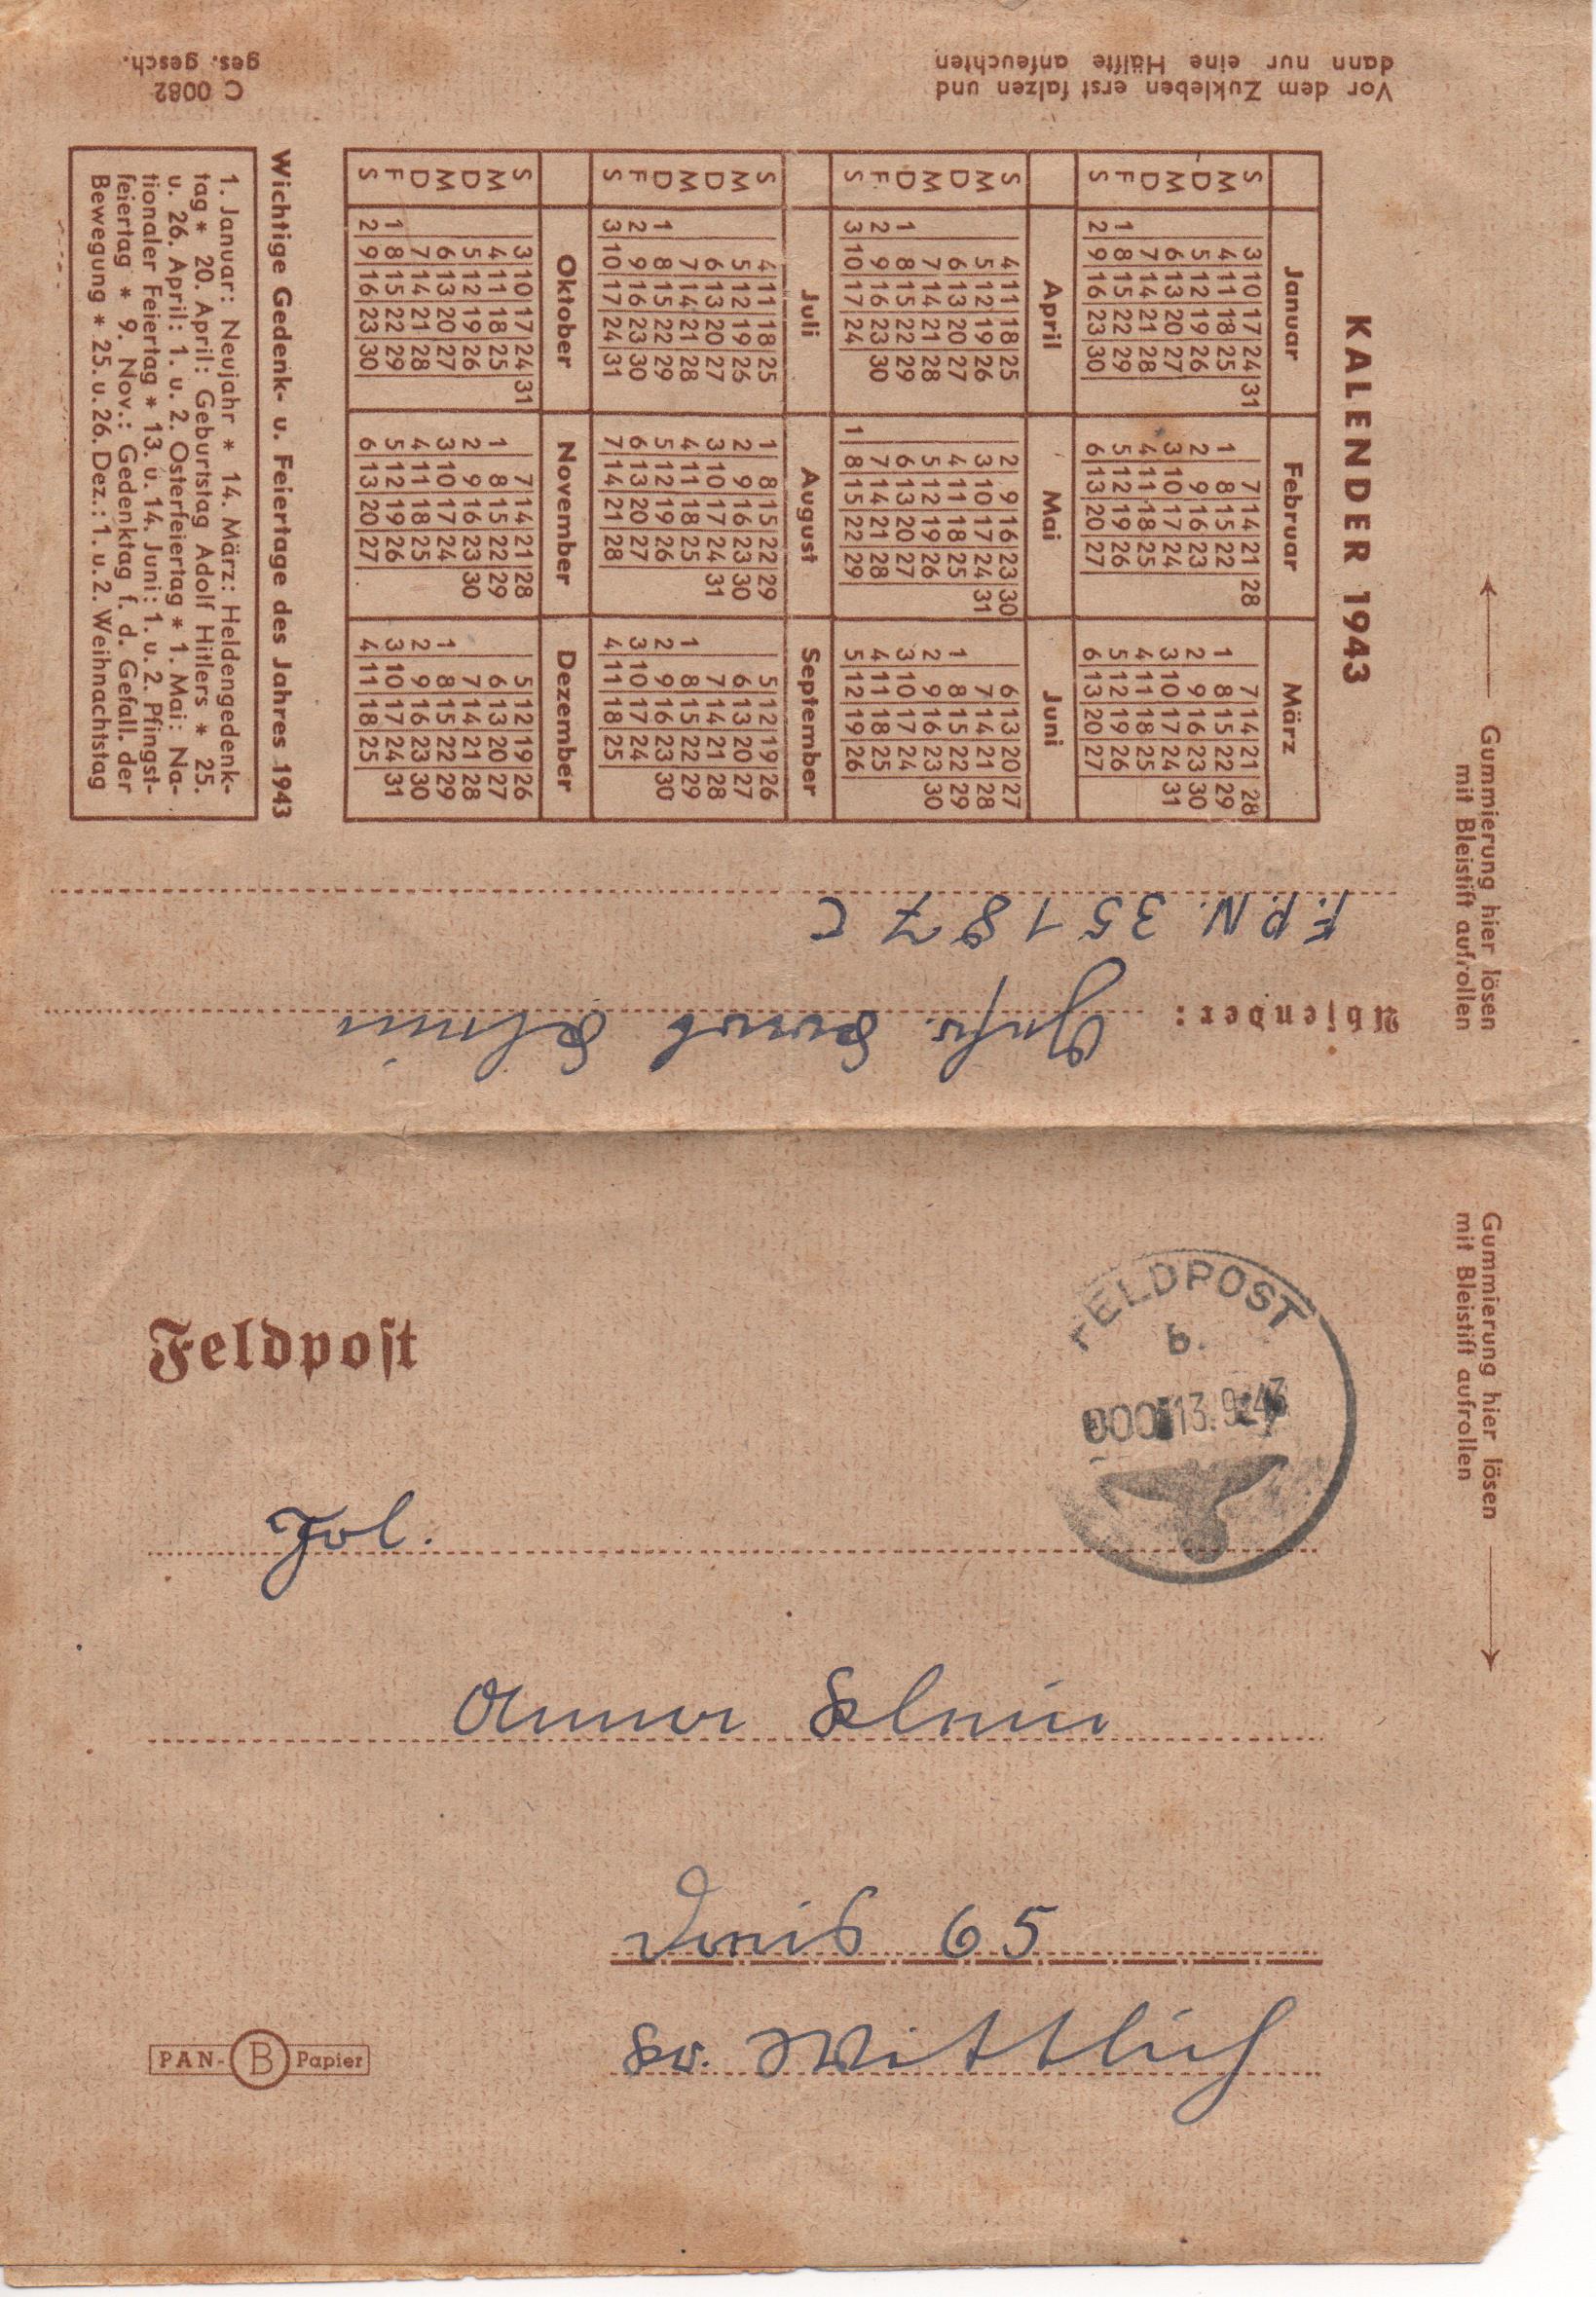 Vor dem Zukleben erst falzen und
dann nur eine Hälfte anfeuchten
C 0082
ges. gesch.
KALENDER 1943
Januar Februar März
S 3 10 17 24 31 7 14 21 28 7 14 21 28
M 4 11 18 25 1 8 15 22 1 8 15 22 29
D 5 12 19 26 2 9 16 23 2 9 16 23 30
M 6 13 20 27 3 10 17 24 3 10 17 24 31
D 7 14 21 28 4 11 18 25 4 11 18 25
F 1 8 15 22 29 5 12 19 26 5 12 19 26
S 2 9 16 23 30 6 13 20 27 6 13 20 27
April Mai Juni
S 4 11 18 25 2 9 16 23 30 6 13 20 27
M 5 12 19 26 3 10 17 24 31 7 14 21 28
D 6 13 20 27 4 11 18 25 1 8 15 22 29
M 7 14 21 28 5 12 19 26 2 9 16 23 30
D 1 8 15 22 29 6 13 20 27 3 10 17 24
F 2 9 16 23 30 7 14 21 28 4 11 18 25
S 3 10 17 24 1 8 15 22 29 5 12 19 26
Juli August September
S 4 11 18 25 1 8 15 22 29 5 12 19 26
M 5 12 19 26 2 9 16 23 30 6 13 20 27
D 6 13 20 27 3 10 17 24 31 7 14 21 28
M 7 14 21 28 4 11 18 25 1 8 15 22 29
D 1 8 15 22 29 5 12 19 26 2 9 16 23 30
F 2 9 16 23 30 6 13 20 27 3 10 17 24
S 3 10 17 24 31 7 14 21 28 4 11 18 25
Oktober November Dezember
S 3 10 17 24 31 7 14 21 28 5 12 19 26
M 4 11 18 25 1 8 15 22 29 6 13 20 27
D 5 12 19 26 2 9 16 23 30 7 14 21 28
M 6 13 20 27 3 10 17 24 1 8 15 22 29
D 7 14 21 28 4 11 18 25 2 9 16 23 30
F 1 8 15 22 29 5 12 19 26 3 10 17 24 31
S 2 9 16 23 30 6 13 20 27 4 11 18 25
Wichtige Gedenk- u. Feiertage des Jahres 1943
1. Januar: Neujahr * 14. März: Heldengedenk-
tag * 20. April: Geburtstag Adolf Hitlers * 25.
u. 26. April: 1. u. 2. Osterfeiertag * 1. Mai: Na-
tionaler Feiertag * 13. u. 14. Juni: 1. u. 2. Pfingst-
feiertag * 9. Nov.: Gedenktag f. d. Gefall. der
Bewegung * 25. u. 26. Dez.: 1. u. 2. Weihnachtstag
Absender: Gefr. Klein
F.P.N. 35187 C
Gummierung hier lösen
mit Bleistift aufrollen
Gummierung hier lösen
mit Bleistift aufrollen
Feldpost
FELDPOST
b.
000 13.9.43
Frl.
Anna Klein
Dreis 65
Kr. Wittlich
PAN- B Papier